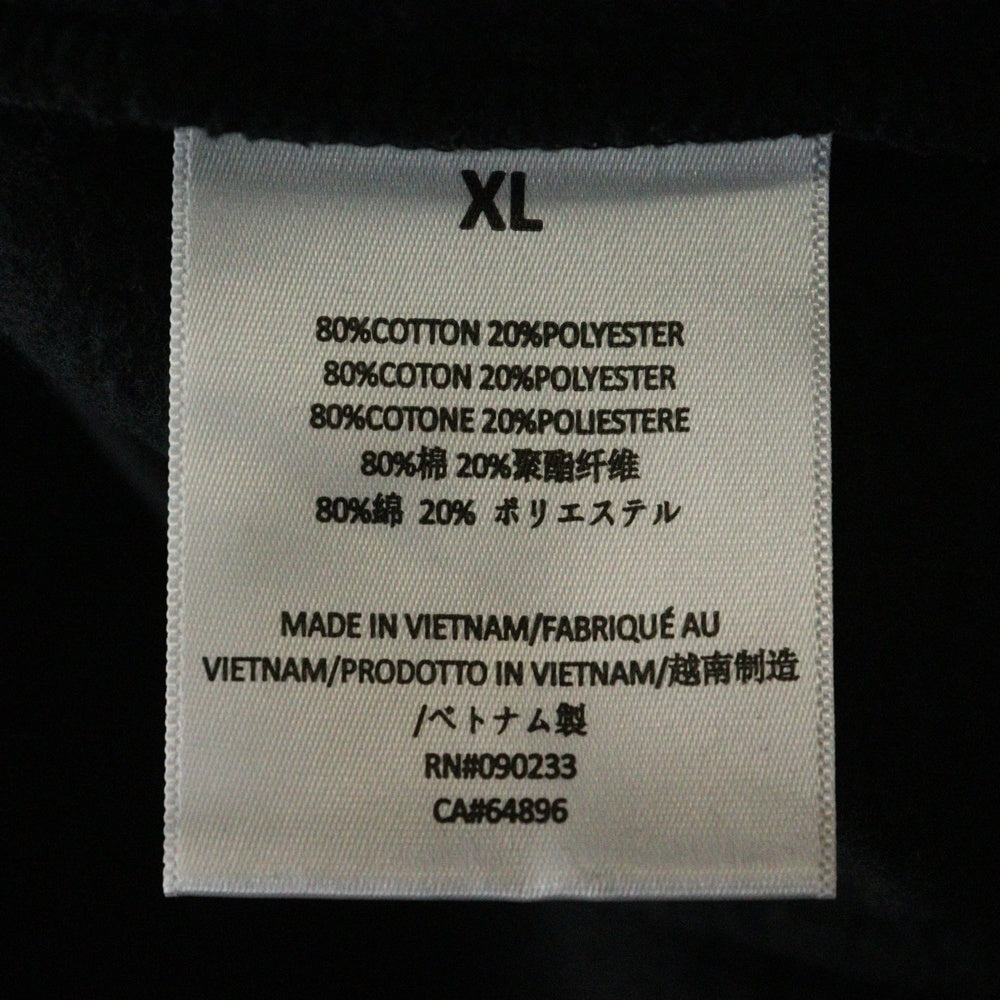 XL
80%COTTON 20%POLYESTER
80%COTON 20%POLYESTER
80%COTONE 20%POLIESTERE
80%棉 20%聚酯纤维
80%綿 20% ポリエステル
MADE IN VIETNAM/FABRIQUÉ AU
VIETNAM/PRODOTTO IN VIETNAM/越南制造
/ベトナム製
RN#090233
CA#64896